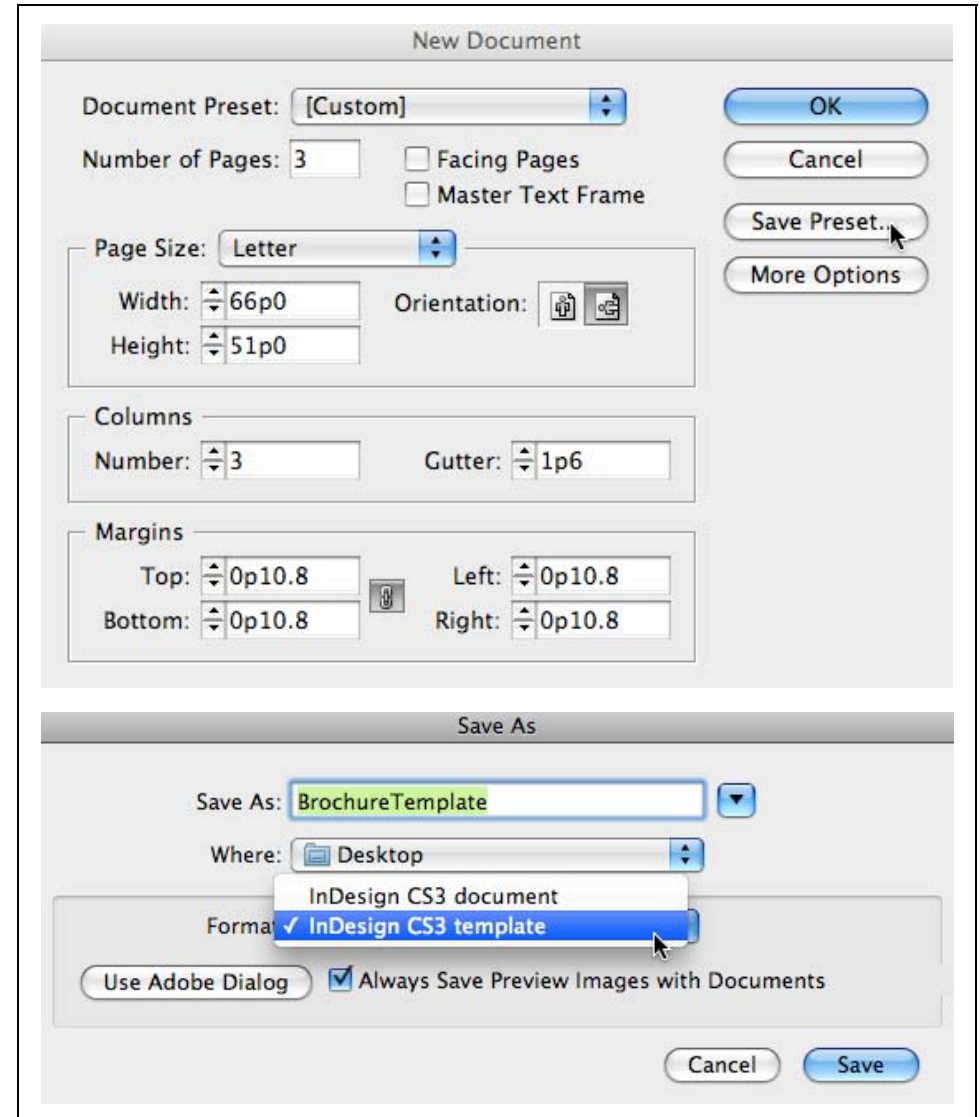 New Document
Document Preset: [Custom]
OK
Number of Pages: 3
Facing Pages
Cancel
Master Text Frame
Save Preset...
Page Size: Letter
More Options
Width: 66p0
Orientation:
Height: 51p0
Columns
Number: 3
Gutter: 1p6
Margins
Top: 0p10.8
Left: 0p10.8
Bottom: 0p10.8
Right: 0p10.8
Save As
Save As: BrochureTemplate
Where: Desktop
InDesign CS3 document
Forma ✓ InDesign CS3 template
Use Adobe Dialog
Always Save Preview Images with Documents
Cancel
Save